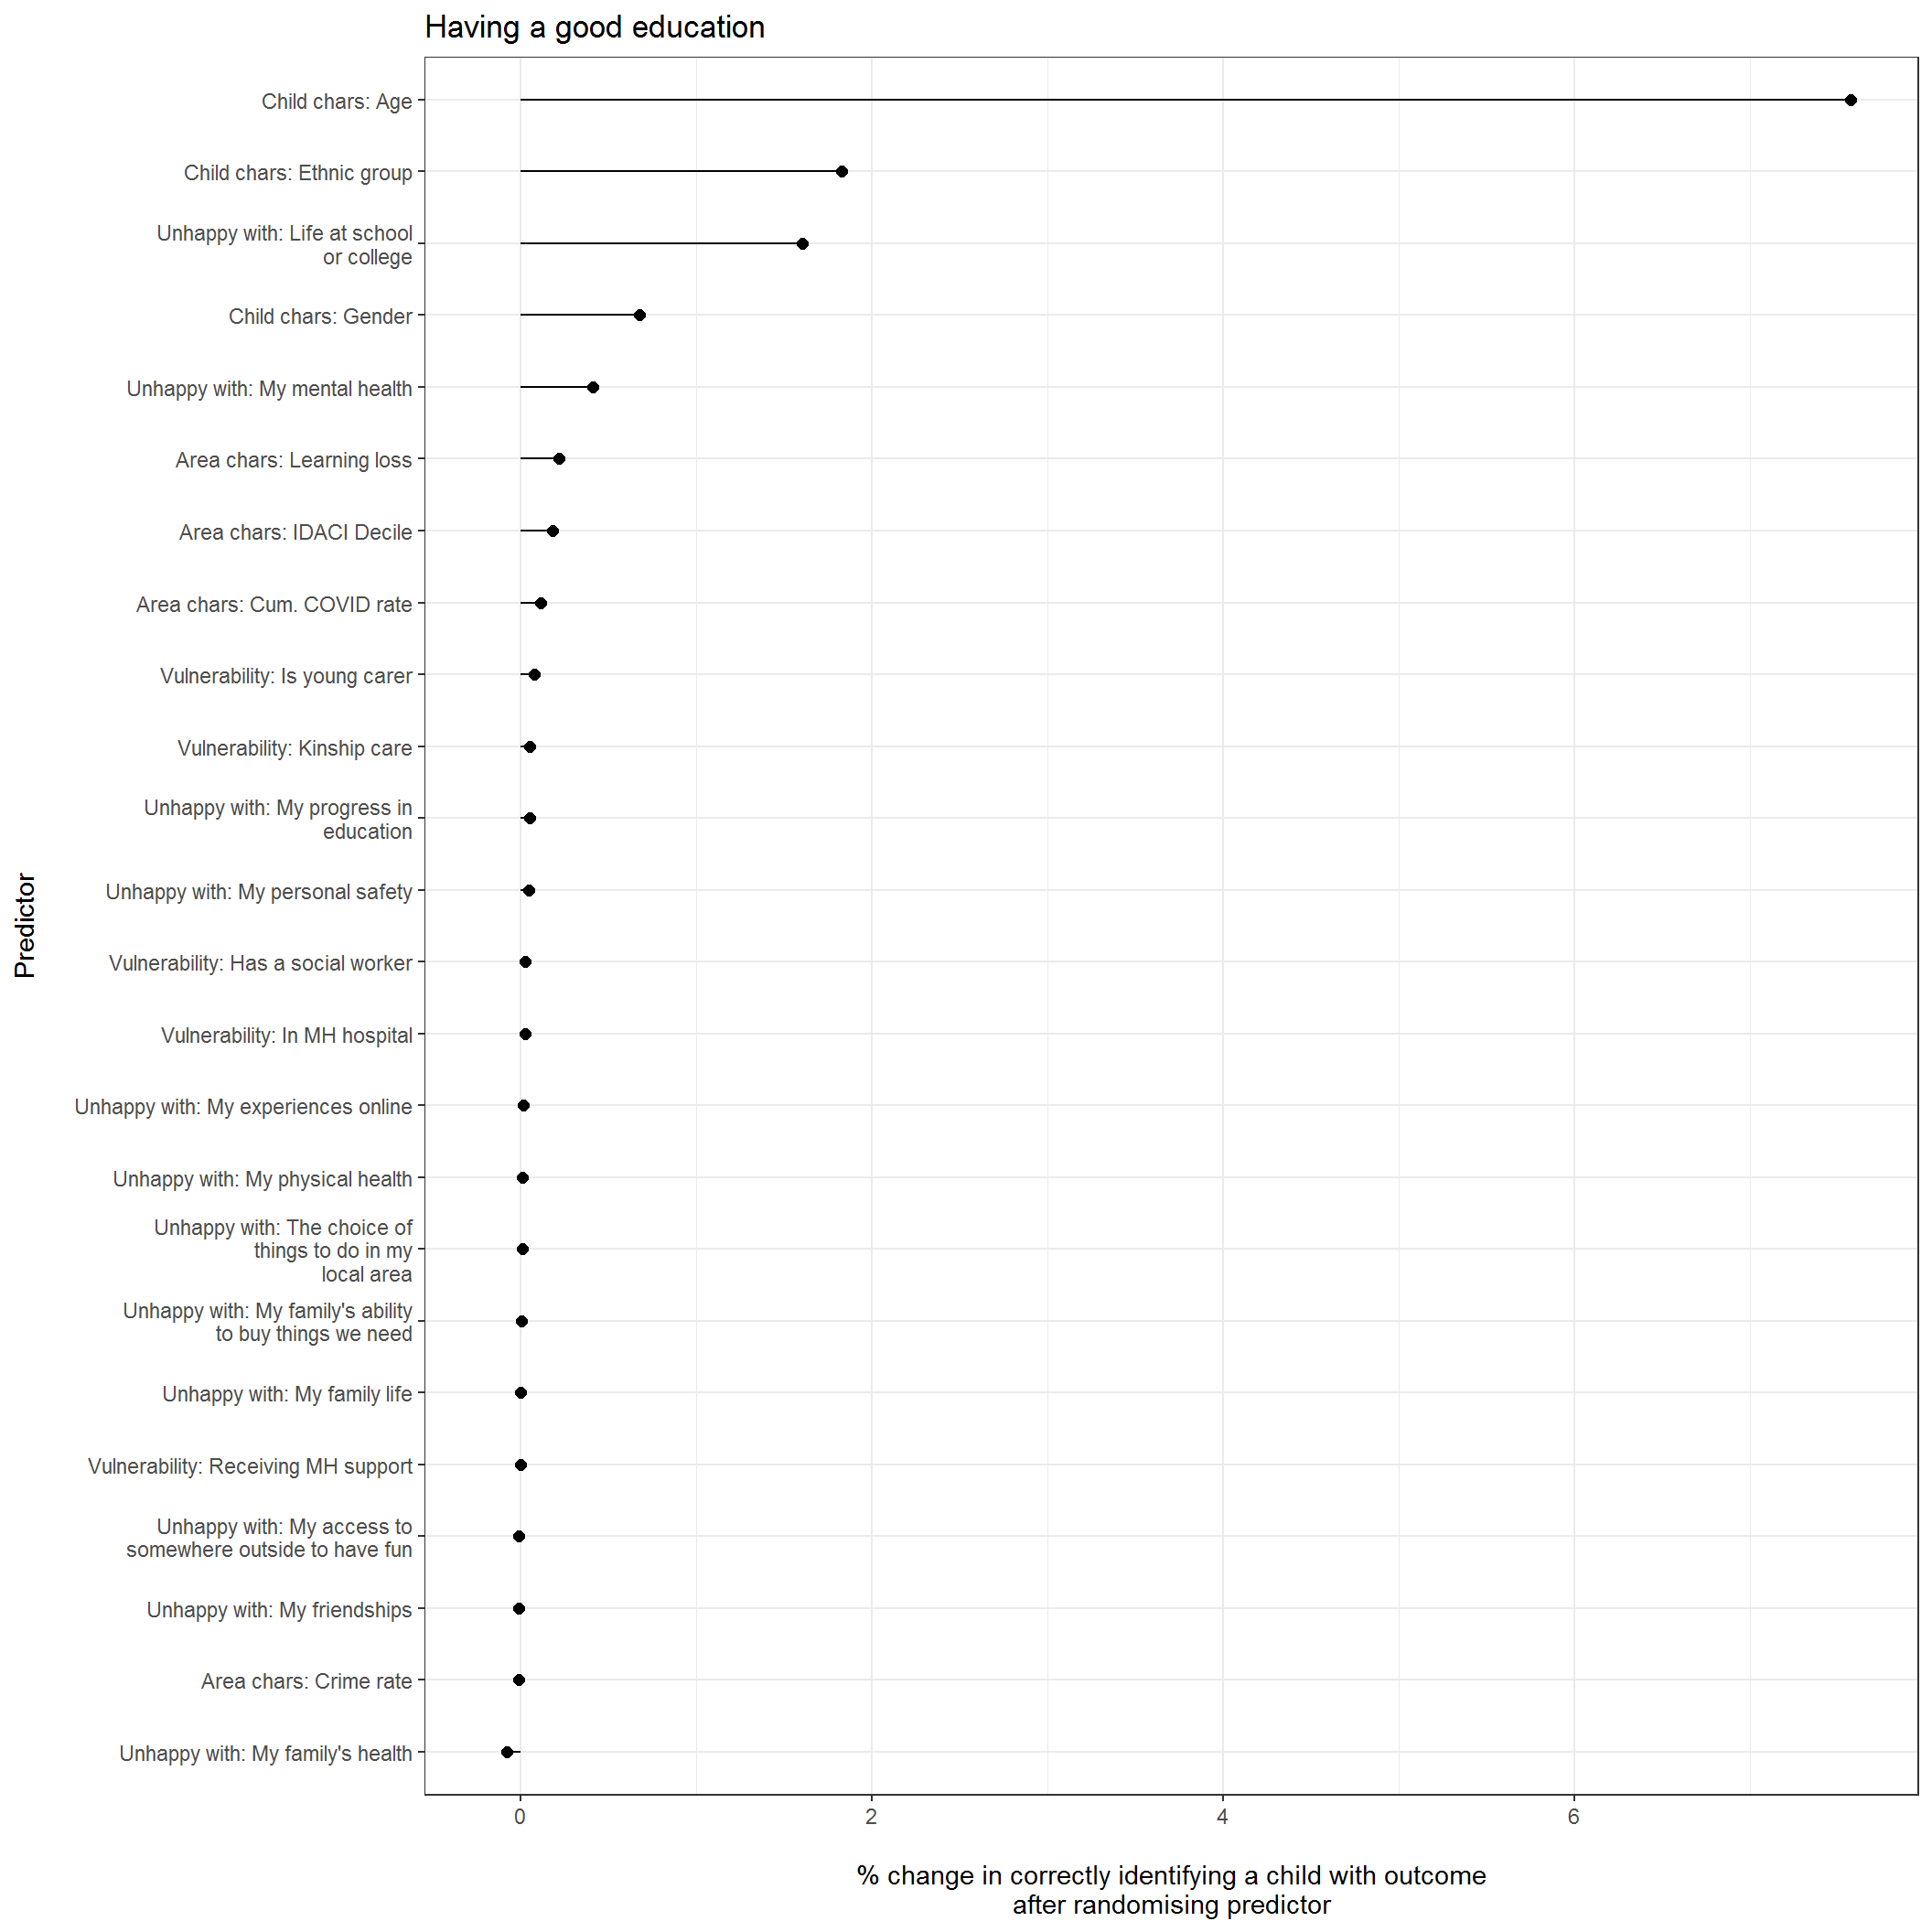 Having a good education
Child chars: Age
Child chars: Ethnic group
Unhappy with: Life at school
or college
Child chars: Gender
Unhappy with: My mental health
Area chars: Learning loss
Area chars: IDACI Decile
Area chars: Cum. COVID rate
Vulnerability: Is young carer
Vulnerability: Kinship care
Unhappy with: My progress in
education
Unhappy with: My personal safety
Vulnerability: Has a social worker
Vulnerability: In MH hospital
Unhappy with: My experiences online
Unhappy with: My physical health
Unhappy with: The choice of
things to do in my
local area
Unhappy with: My family's ability
to buy things we need
Unhappy with: My family life
Vulnerability: Receiving MH support
Unhappy with: My access to
somewhere outside to have fun
Unhappy with: My friendships
Area chars: Crime rate
Unhappy with: My family's health
Predictor
0 2 4 6
% change in correctly identifying a child with outcome
after randomising predictor